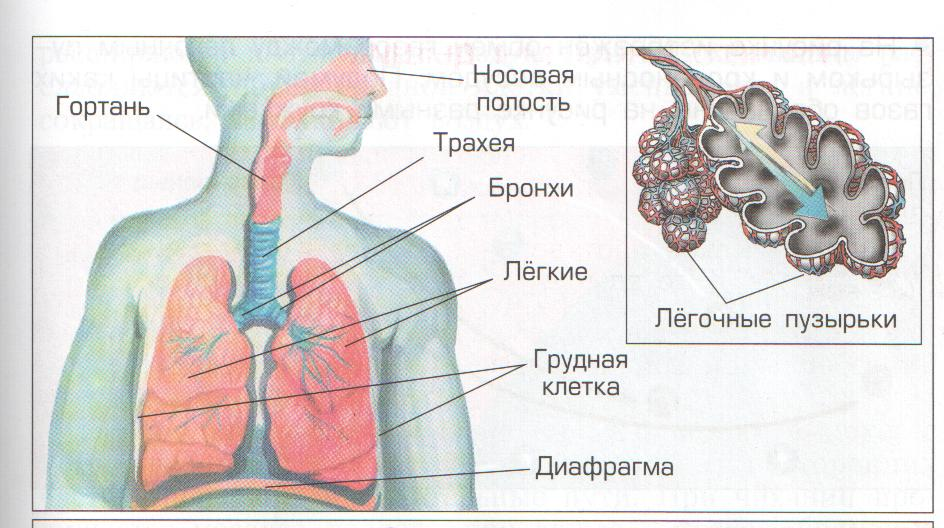 Носовая
полость
Гортань
Трахея
Бронхи
Лёгкие
Лёгочные пузырьки
Грудная
клетка
Диафрагма